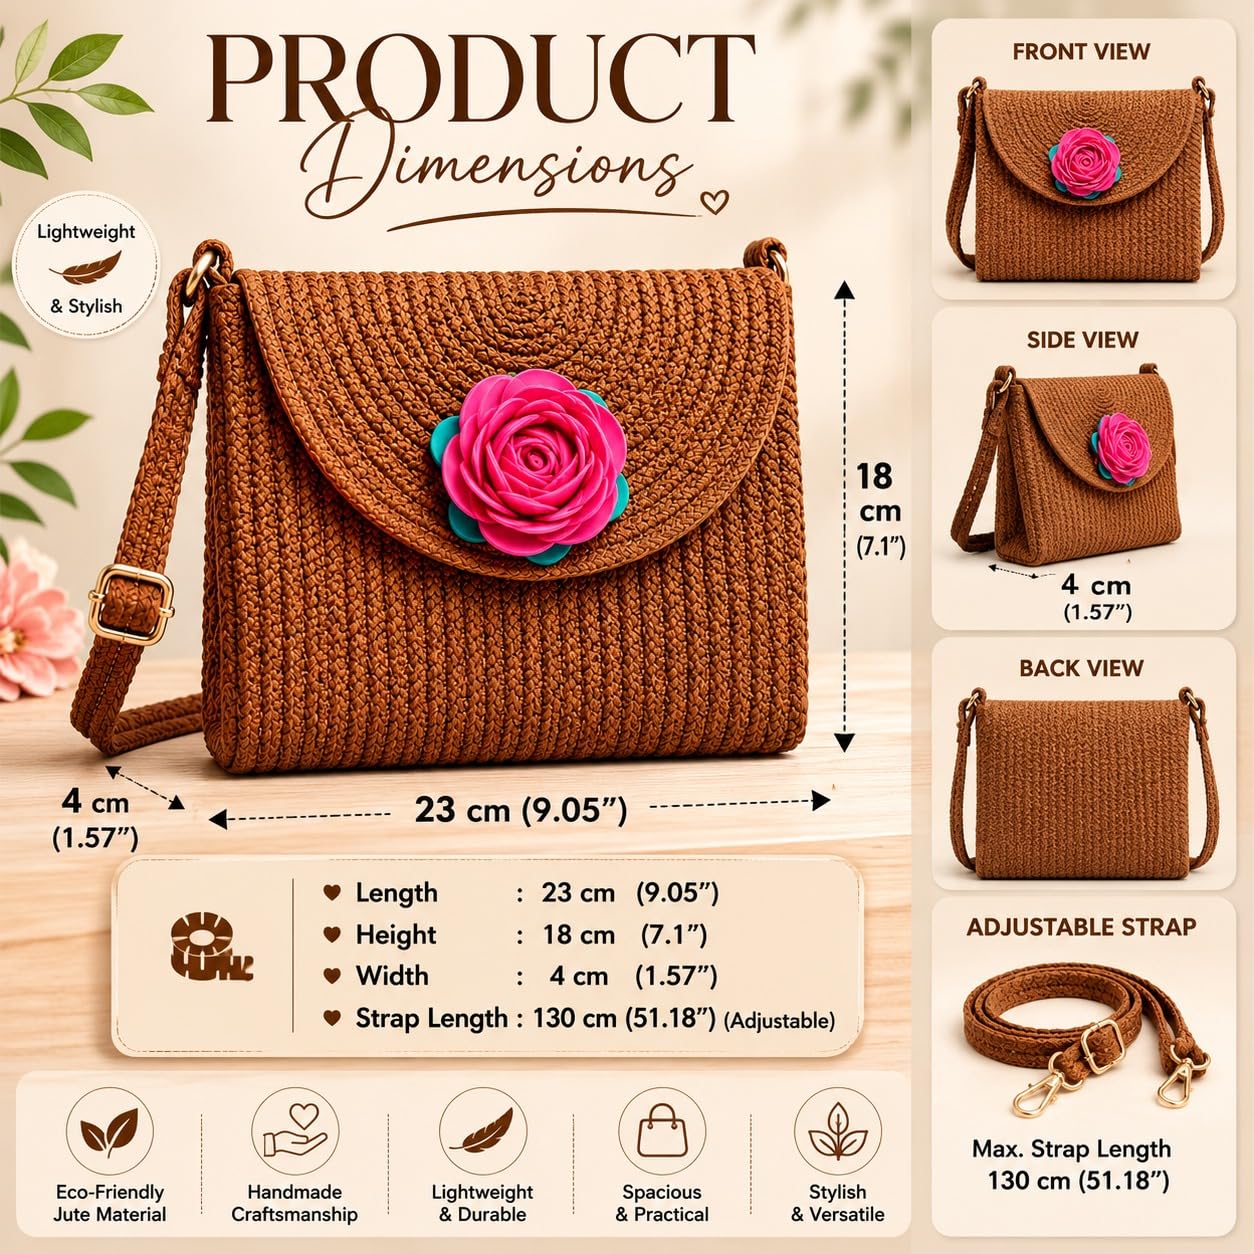 PRODUCT
Dimensions
Lightweight
& Stylish
18
cm
(7.1”)
4 cm
(1.57”)
23 cm (9.05”)
Length : 23 cm (9.05”)
Height : 18 cm (7.1”)
Width : 4 cm (1.57”)
Strap Length : 130 cm (51.18”) (Adjustable)
Eco-Friendly
Jute Material
Handmade
Craftsmanship
Lightweight
& Durable
Spacious
& Practical
Stylish
& Versatile
FRONT VIEW
SIDE VIEW
4 cm
(1.57”)
BACK VIEW
ADJUSTABLE STRAP
Max. Strap Length
130 cm (51.18”)